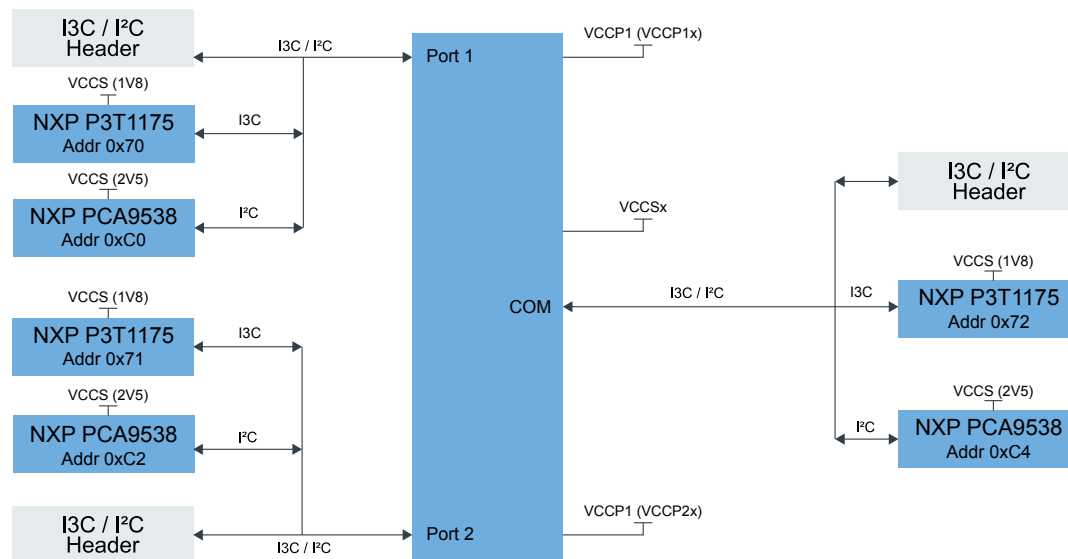 I3C / I²C
Header
I3C / I²C
Port 1
VCCP1 (VCCP1x)
VCCS (1V8)
NXP P3T1175
Addr 0x70
I3C
VCCS (2V5)
NXP PCA9538
Addr 0xC0
I²C
VCCSx
I3C / I²C
Header
VCCS (1V8)
NXP P3T1175
Addr 0x71
I3C
COM
I3C / I²C
I3C
VCCS (1V8)
NXP P3T1175
Addr 0x72
VCCS (2V5)
NXP PCA9538
Addr 0xC2
I²C
VCCS (2V5)
I²C
NXP PCA9538
Addr 0xC4
I3C / I²C
Header
I3C / I²C
Port 2
VCCP1 (VCCP2x)